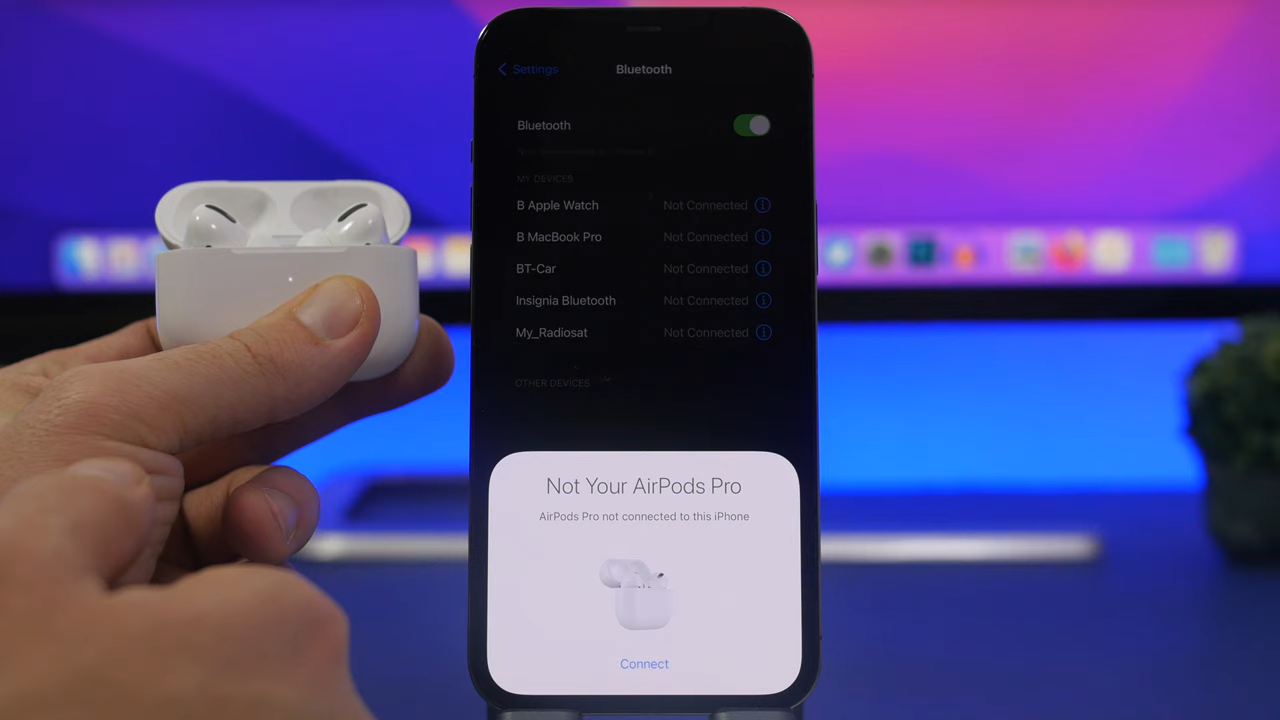 Settings
Bluetooth
Bluetooth
MY DEVICES
B Apple Watch Not Connected
B MacBook Pro Not Connected
BT-Car Not Connected
Insignia Bluetooth Not Connected
My_Radiosat Not Connected
OTHER DEVICES
Not Your AirPods Pro
AirPods Pro not connected to this iPhone
Connect